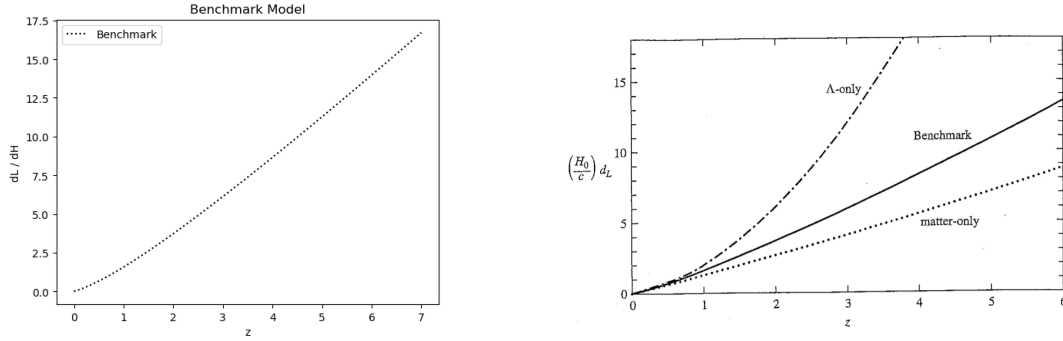 Benchmark Model
17.5
15.0
12.5
10.0
7.5
5.0
2.5
0.0
dL / dH
Benchmark
0 1 2 3 4 5 6 7
z
15
10
5
0
(H₀/c) d_L
Λ-only
Benchmark
matter-only
0 1 2 3 4 5 6
z